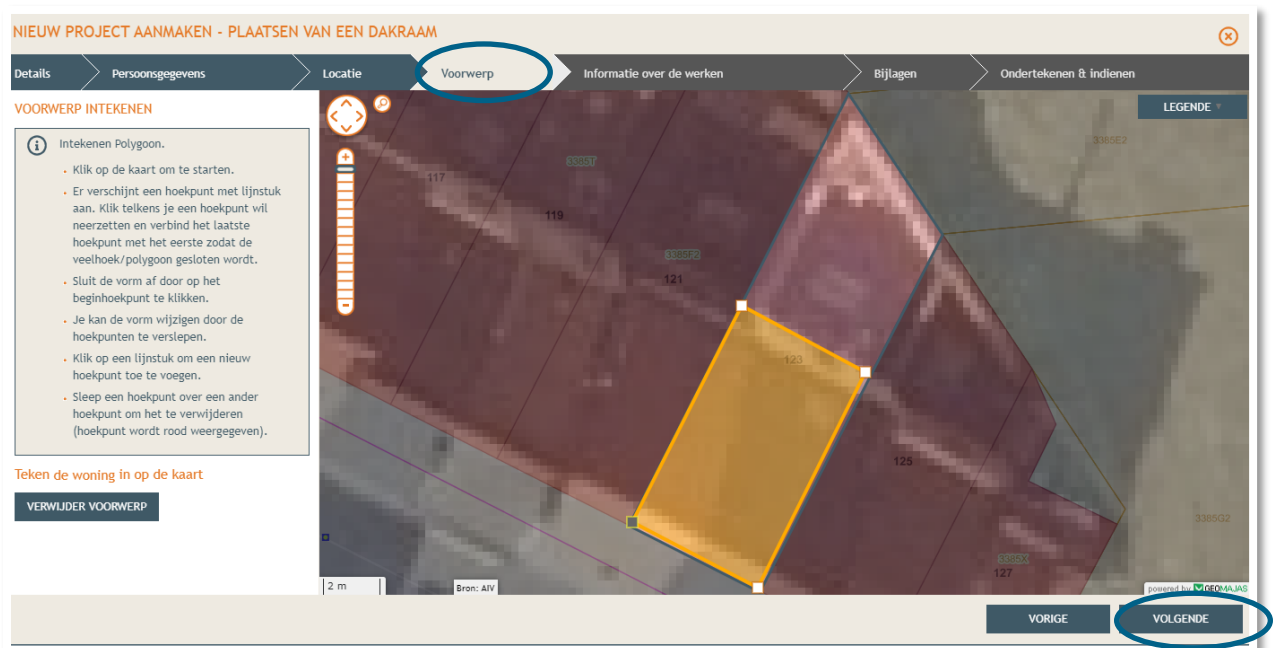 NIEUW PROJECT AANMAKEN - PLAATSEN VAN EEN DAKRAAM
Details
Persoonsgegevens
Locatie
Voorwerp
Informatie over de werken
Bijlagen
Ondertekenen & indienen
VOORWERP INTEKENEN
Intekenen Polygoon.
Klik op de kaart om te starten.
Er verschijnt een hoekpunt met lijnstuk
aan. Klik telkens je een hoekpunt wil
neerzetten en verbind het laatste
hoekpunt met het eerste zodat de
veelhoek/polygoon gesloten wordt.
Sluit de vorm af door op het
beginhoekpunt te klikken.
Je kan de vorm wijzigen door de
hoekpunten te verslepen.
Klik op een lijnstuk om een nieuw
hoekpunt toe te voegen.
Sleep een hoekpunt over een ander
hoekpunt om het te verwijderen
(hoekpunt wordt rood weergegeven).
Teken de woning in op de kaart
VERWIJDER VOORWERP
LEGENDE
3385E2
3385T
117
119
3385F2
121
123
125
3385G2
3385X
127
2 m
Bron: AIV
powered by GEOMAJAS
VORIGE
VOLGENDE